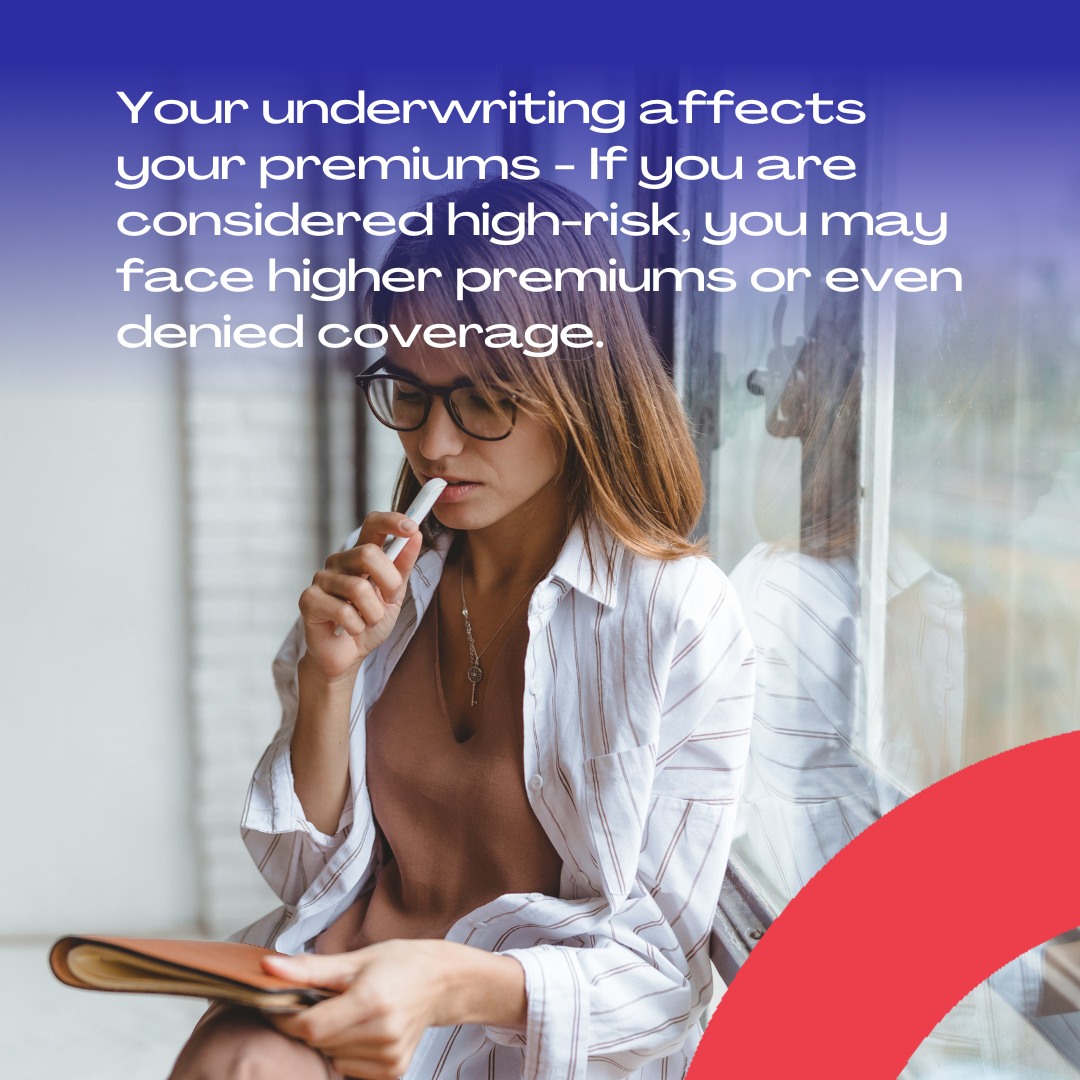 Your underwriting affects
your premiums - If you are
considered high-risk, you may
face higher premiums or even
denied coverage.